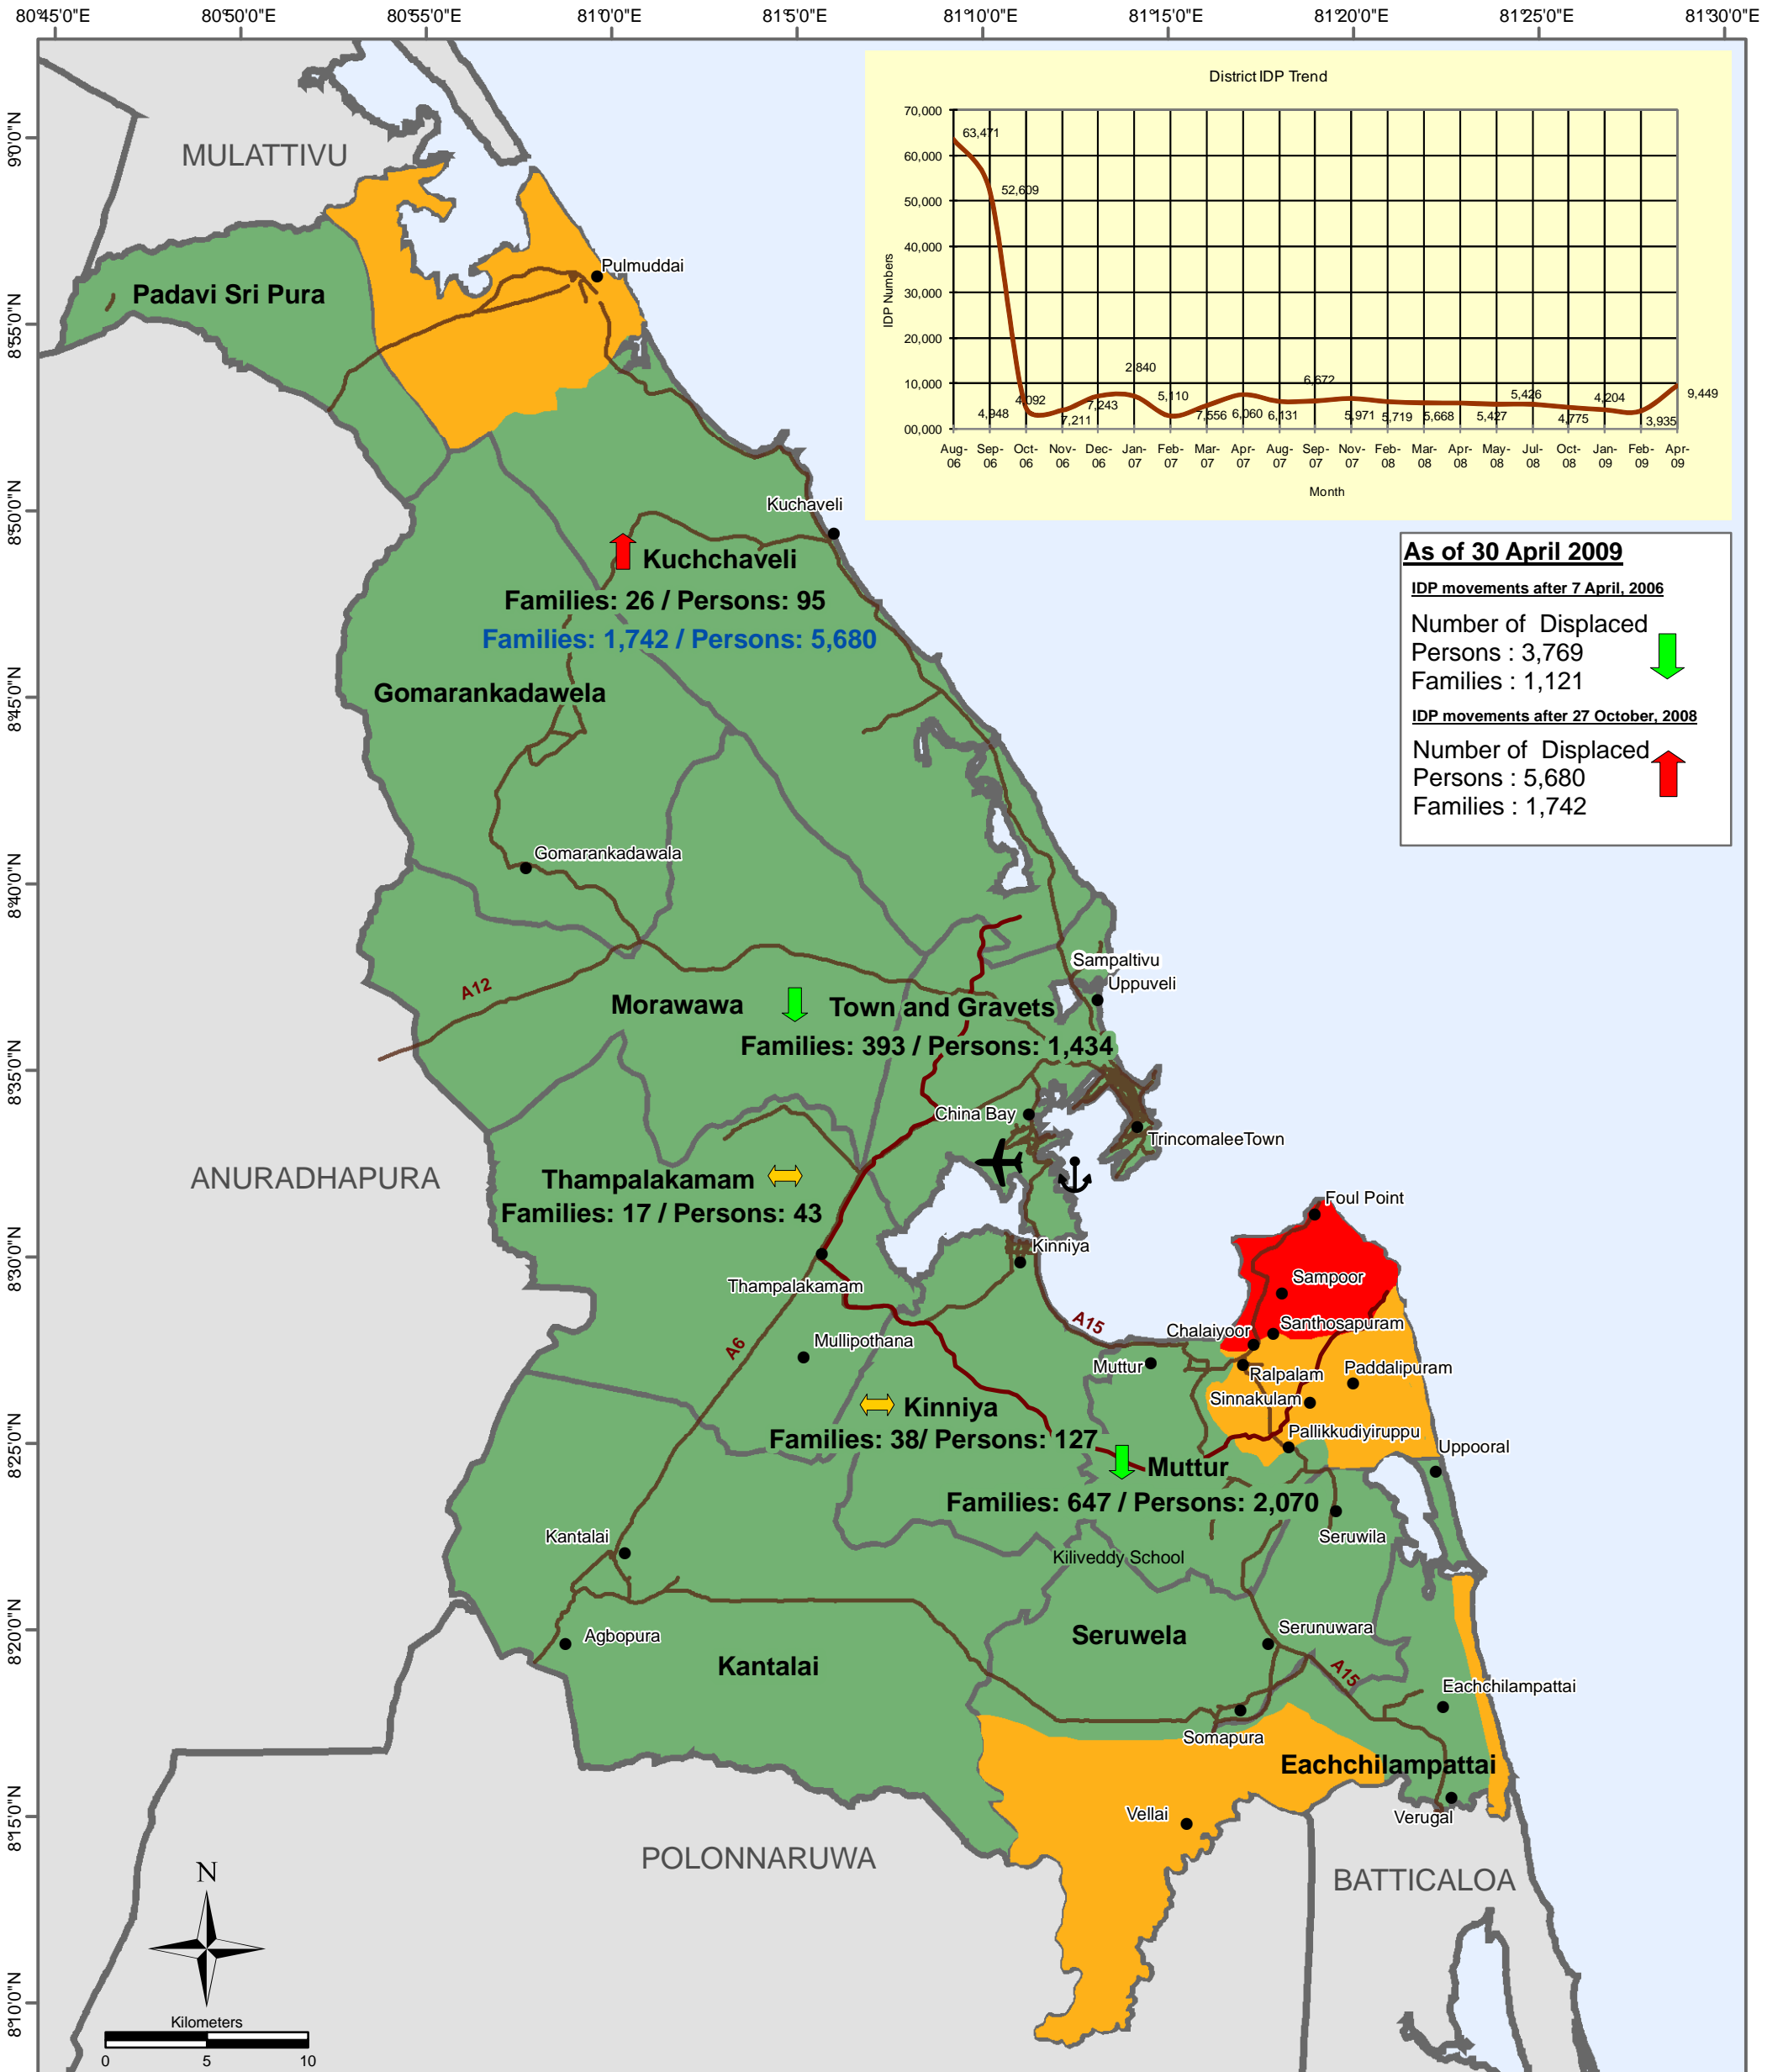 80°45'0"E 80°50'0"E 80°55'0"E 81°0'0"E 81°5'0"E 81°10'0"E 81°15'0"E 81°20'0"E 81°25'0"E 81°30'0"E
9°0'0"N
8°55'0"N
8°50'0"N
8°45'0"N
8°40'0"N
8°35'0"N
8°30'0"N
8°25'0"N
8°20'0"N
8°15'0"N
8°10'0"N
District IDP Trend
IDP Numbers
70,000
60,000
50,000
40,000
30,000
20,000
10,000
00,000
63,471
52,609
4,948
4,092
7,211
7,243
2,840
5,110
7,556
6,060
6,131
6,672
5,971
5,719
5,668
5,427
5,426
4,775
4,204
3,935
9,449
Aug-06 Sep-06 Oct-06 Nov-06 Dec-06 Jan-07 Feb-07 Mar-07 Apr-07 Aug-07 Sep-07 Nov-07 Feb-08 Mar-08 Apr-08 May-08 Jul-08 Oct-08 Jan-09 Feb-09 Apr-09
Month
As of 30 April 2009
IDP movements after 7 April, 2006
Number of Displaced
Persons : 3,769
Families : 1,121
IDP movements after 27 October, 2008
Number of Displaced
Persons : 5,680
Families : 1,742
MULATTIVU
Pulmuddai
Padavi Sri Pura
Kuchaveli
Kuchchaveli
Families: 26 / Persons: 95
Families: 1,742 / Persons: 5,680
Gomarankadawela
Gomarankadawala
Sampaltivu
Uppuveli
A12
Morawawa
Town and Gravets
Families: 393 / Persons: 1,434
China Bay
TrincomaleeTown
ANURADHAPURA
Thampalakamam
Families: 17 / Persons: 43
Foul Point
Kinniya
Sampoor
Thampalakamam
A15
Santhosapuram
Chalaiyoor
Mullipothana
A6
Muttur
Ralpalam
Paddalipuram
Sinnakulam
Kinniya
Families: 38/ Persons: 127
Pallikkudiyiruppu
Uppooral
Muttur
Families: 647 / Persons: 2,070
Seruwila
Kantalai
Kiliveddy School
Agbopura
Seruwela
Serunuwara
Kantalai
A15
Eachchilampattai
Somapura
Eachchilampattai
Vellai
Verugal
POLONNARUWA
BATTICALOA
N
Kilometers
0 5 10